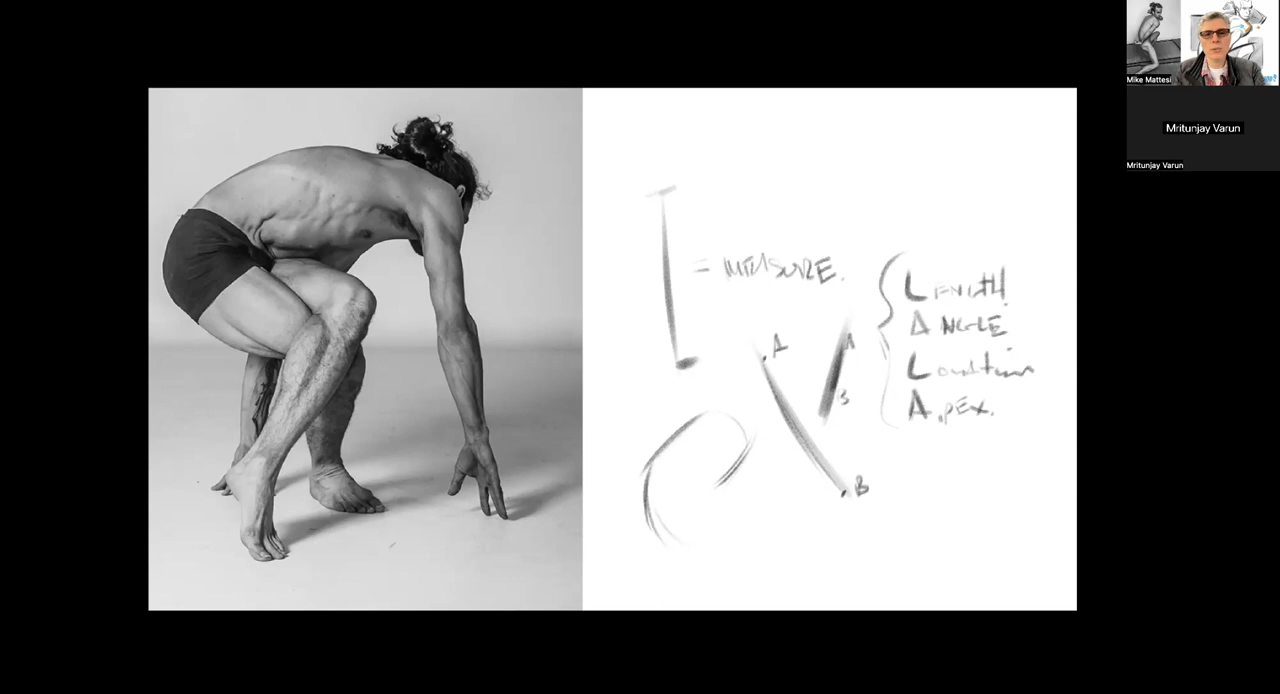 = MEASURE.
LENGTH
ANGLE
Location
APEX.
A
A
B
B
Mike Mattesi
Mritunjay Varun
Mritunjay Varun